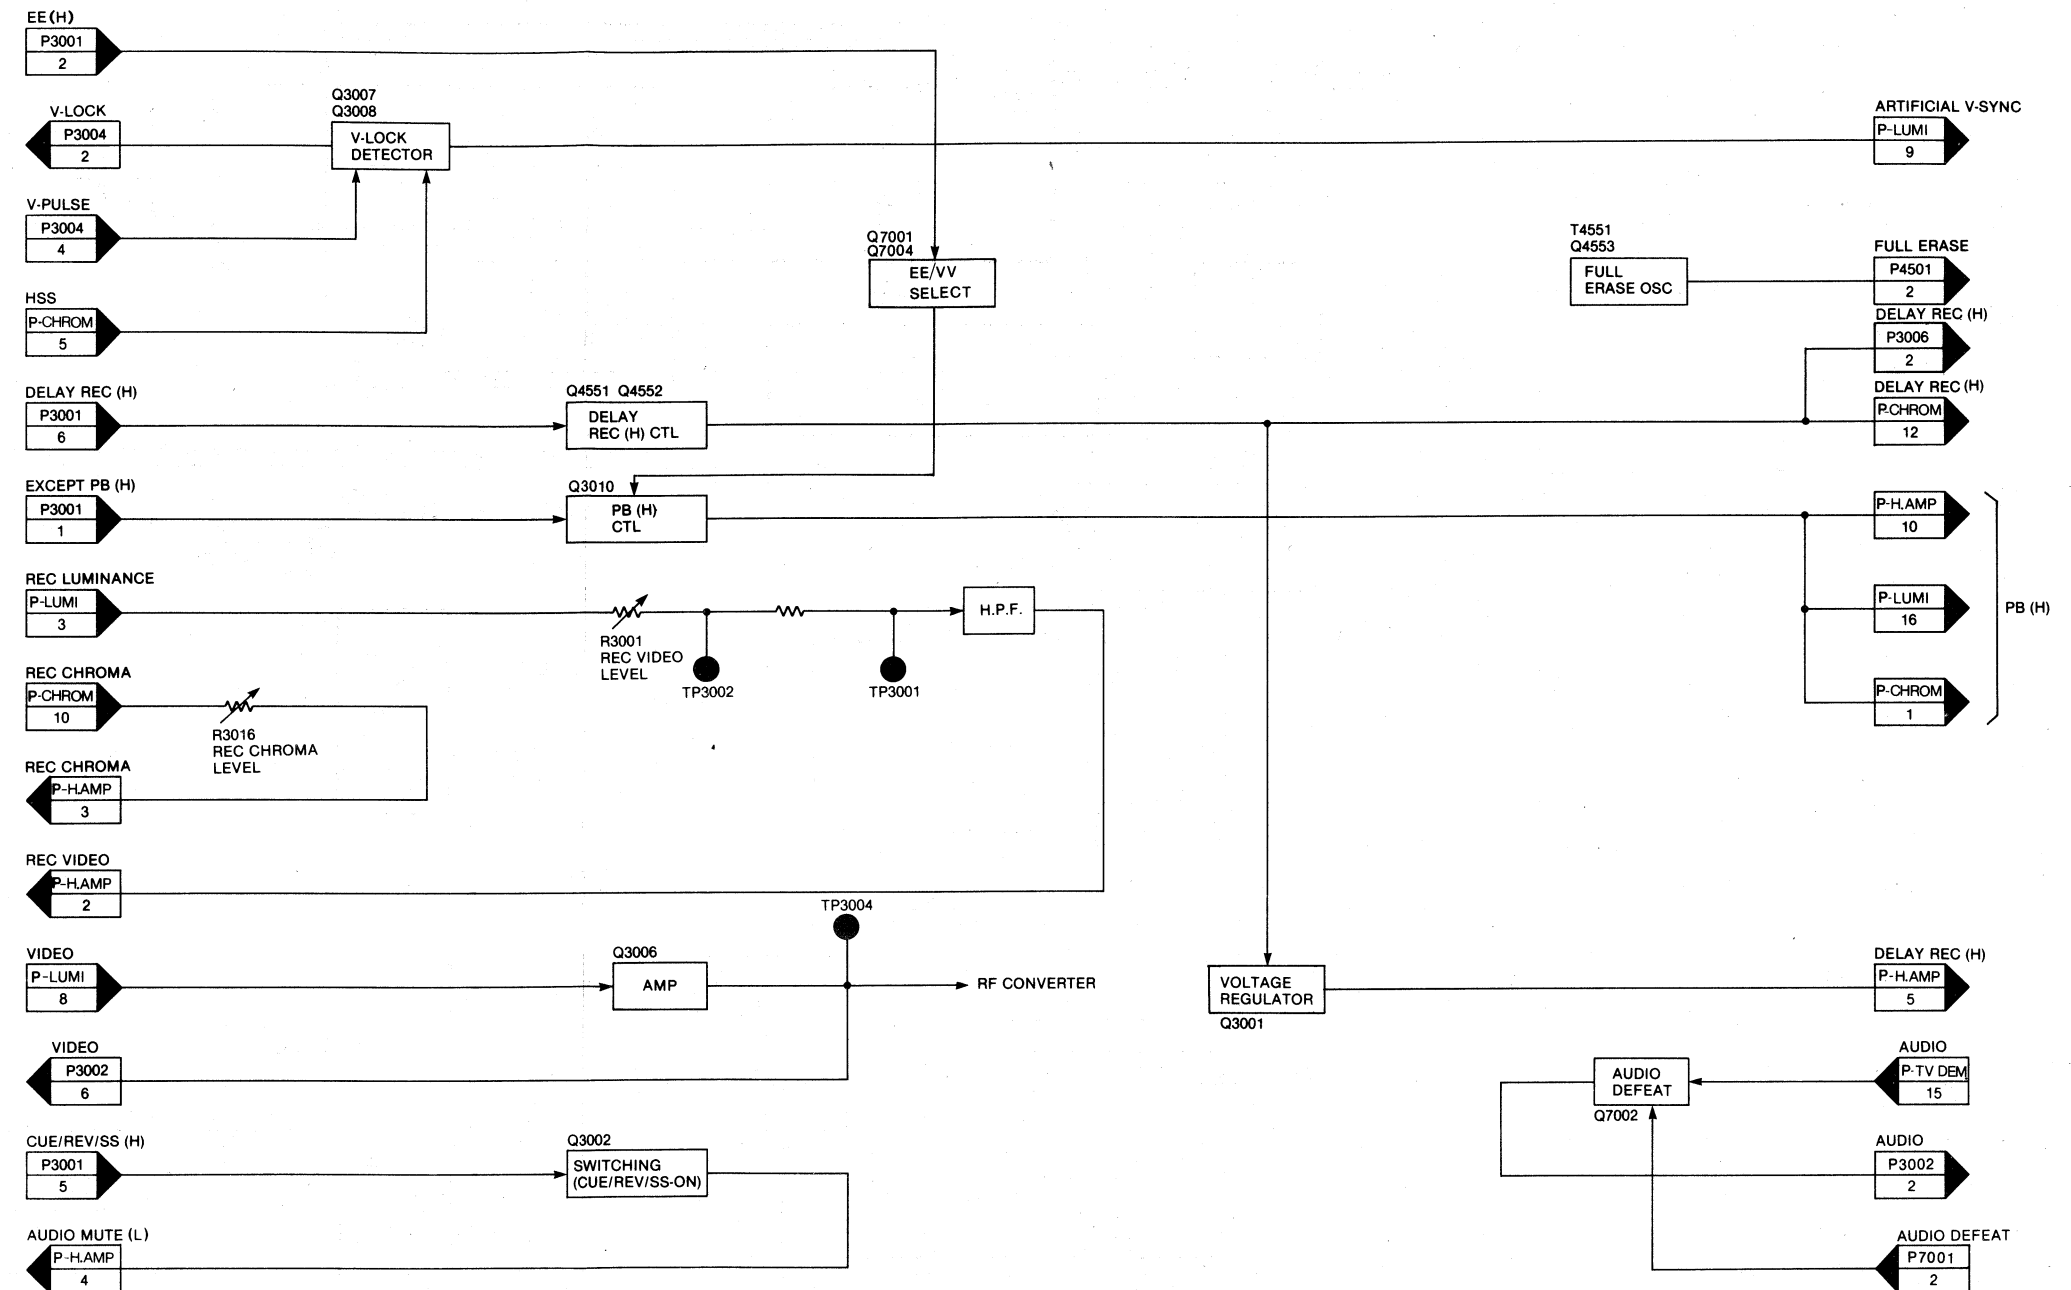 EE (H)
P3001
2
V-LOCK
P3004
2
Q3007
Q3008
V-LOCK
DETECTOR
ARTIFICIAL V-SYNC
P-LUMI
9
V-PULSE
P3004
4
Q7001
Q7004
EE/VV
SELECT
T4551
Q4553
FULL
ERASE OSC
FULL ERASE
P4501
2
HSS
P-CHROM
5
DELAY REC (H)
P3006
2
DELAY REC (H)
P3001
6
Q4551 Q4552
DELAY
REC (H) CTL
DELAY REC (H)
P-CHROM
12
EXCEPT PB (H)
P3001
1
Q3010
PB (H)
CTL
P-H.AMP
10
REC LUMINANCE
P-LUMI
3
R3001
REC VIDEO
LEVEL
TP3002
TP3001
H.P.F.
P-LUMI
16
PB (H)
REC CHROMA
P-CHROM
10
R3016
REC CHROMA
LEVEL
P-CHROM
1
REC CHROMA
P-H.AMP
3
REC VIDEO
P-H.AMP
2
TP3004
VIDEO
P-LUMI
8
Q3006
AMP
RF CONVERTER
VOLTAGE
REGULATOR
Q3001
DELAY REC (H)
P-H.AMP
5
VIDEO
P3002
6
AUDIO
DEFEAT
Q7002
AUDIO
P-TV DEM
15
CUE/REV/SS (H)
P3001
5
Q3002
SWITCHING
(CUE/REV/SS-ON)
AUDIO
P3002
2
AUDIO MUTE (L)
P-H.AMP
4
AUDIO DEFEAT
P7001
2